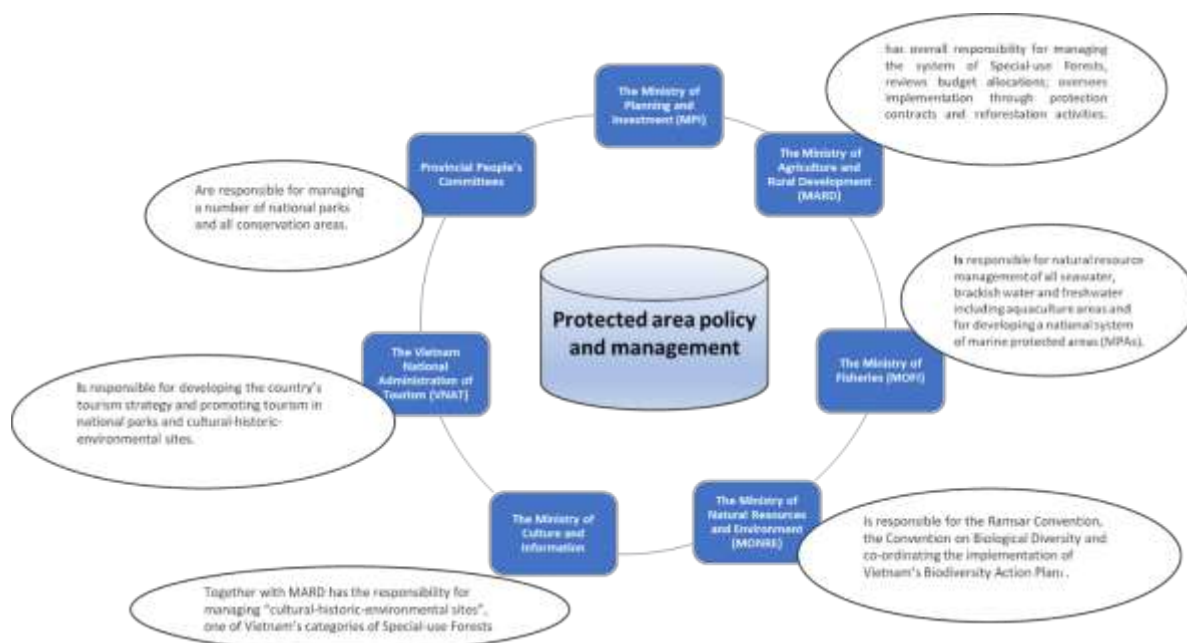 The Ministry of
Planning and
Investment (MPI)
has overall responsibility for managing
the system of Special-use Forests,
reviews budget allocations; oversees
implementation through protection
contracts and reforestation activities.
The Ministry of
Agriculture and
Rural Development
(MARD)
Is responsible for natural resource
management of all seawater,
brackish water and freshwater
including aquaculture areas and
for developing a national system
of marine protected areas (MPAs).
The Ministry of
Fisheries (MOFI)
The Ministry of
Natural Resources
and Environment
(MONRE)
Is responsible for the Ramsar Convention,
the Convention on Biological Diversity and
co-ordinating the implementation of
Vietnam's Biodiversity Action Plan.
The Ministry of
Culture and
Information
Together with MARD has the responsibility for
managing "cultural-historic-environmental sites",
one of Vietnam's categories of Special-use Forests
The Vietnam
National
Administration of
Tourism (VNAT)
Is responsible for developing the country's
tourism strategy and promoting tourism in
national parks and cultural-historic-
environmental sites.
Provincial People's
Committees
Are responsible for managing
a number of national parks
and all conservation areas.
Protected area policy
and management